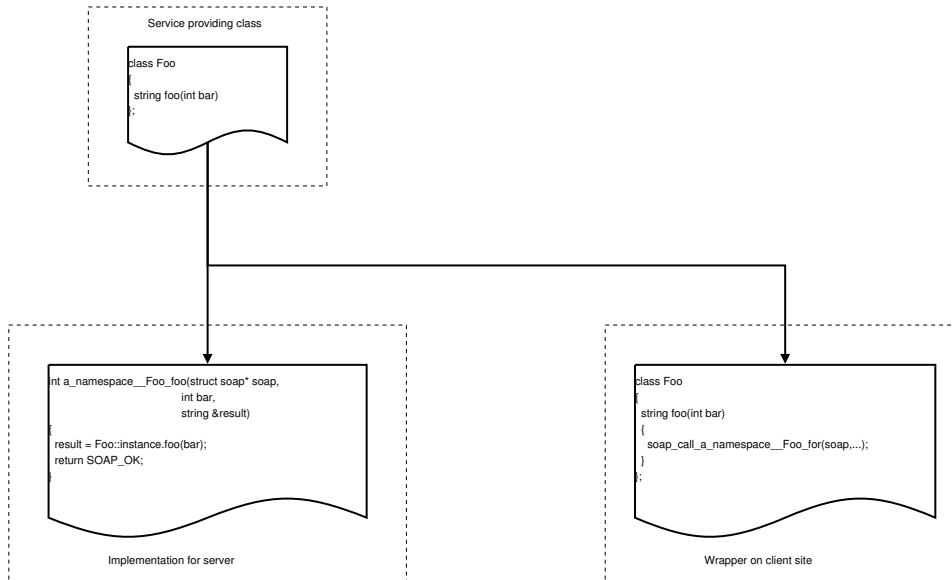 Service providing class
class Foo
{
string foo(int bar)
};
int a_namespace__Foo_foo(struct soap* soap,
int bar,
string &result)
{
result = Foo::instance.foo(bar);
return SOAP_OK;
}
Implementation for server
class Foo
{
string foo(int bar)
{
soap_call_a_namespace__Foo_for(soap,...);
}
};
Wrapper on client site